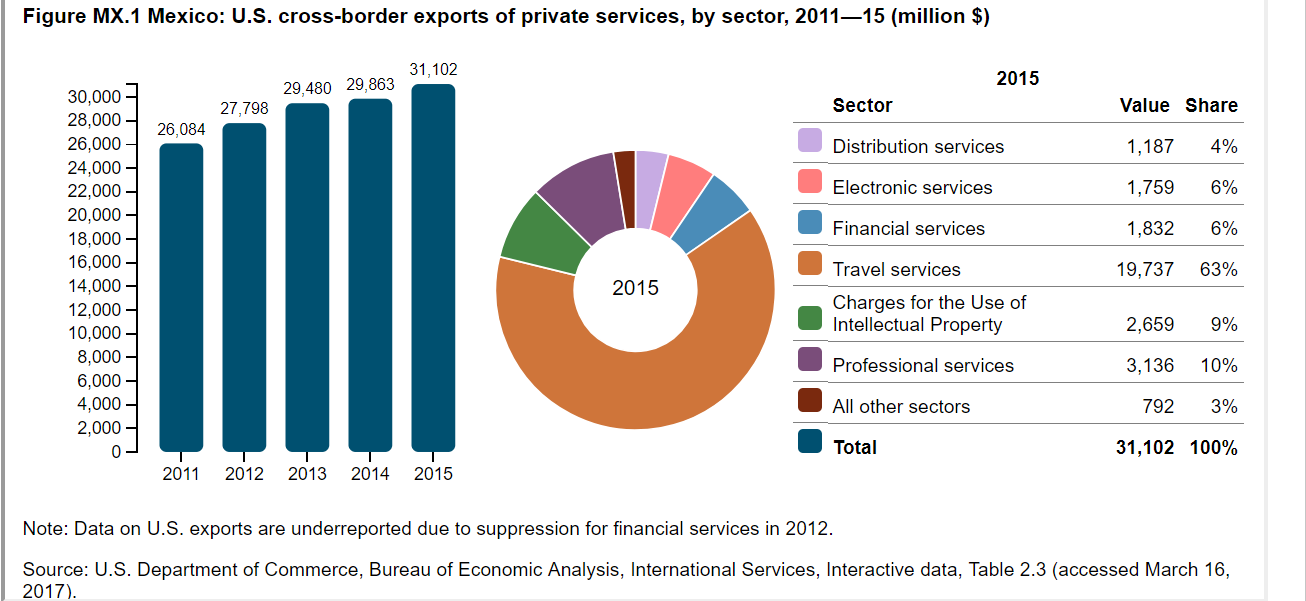 Figure MX.1 Mexico: U.S. cross-border exports of private services, by sector, 2011—15 (million $)
30,000
28,000
26,000
24,000
22,000
20,000
18,000
16,000
14,000
12,000
10,000
8,000
6,000
4,000
2,000
0
26,084
27,798
29,480
29,863
31,102
2011 2012 2013 2014 2015
2015
2015
Sector Value Share
Distribution services 1,187 4%
Electronic services 1,759 6%
Financial services 1,832 6%
Travel services 19,737 63%
Charges for the Use of
Intellectual Property 2,659 9%
Professional services 3,136 10%
All other sectors 792 3%
Total 31,102 100%
Note: Data on U.S. exports are underreported due to suppression for financial services in 2012.
Source: U.S. Department of Commerce, Bureau of Economic Analysis, International Services, Interactive data, Table 2.3 (accessed March 16,
2017).